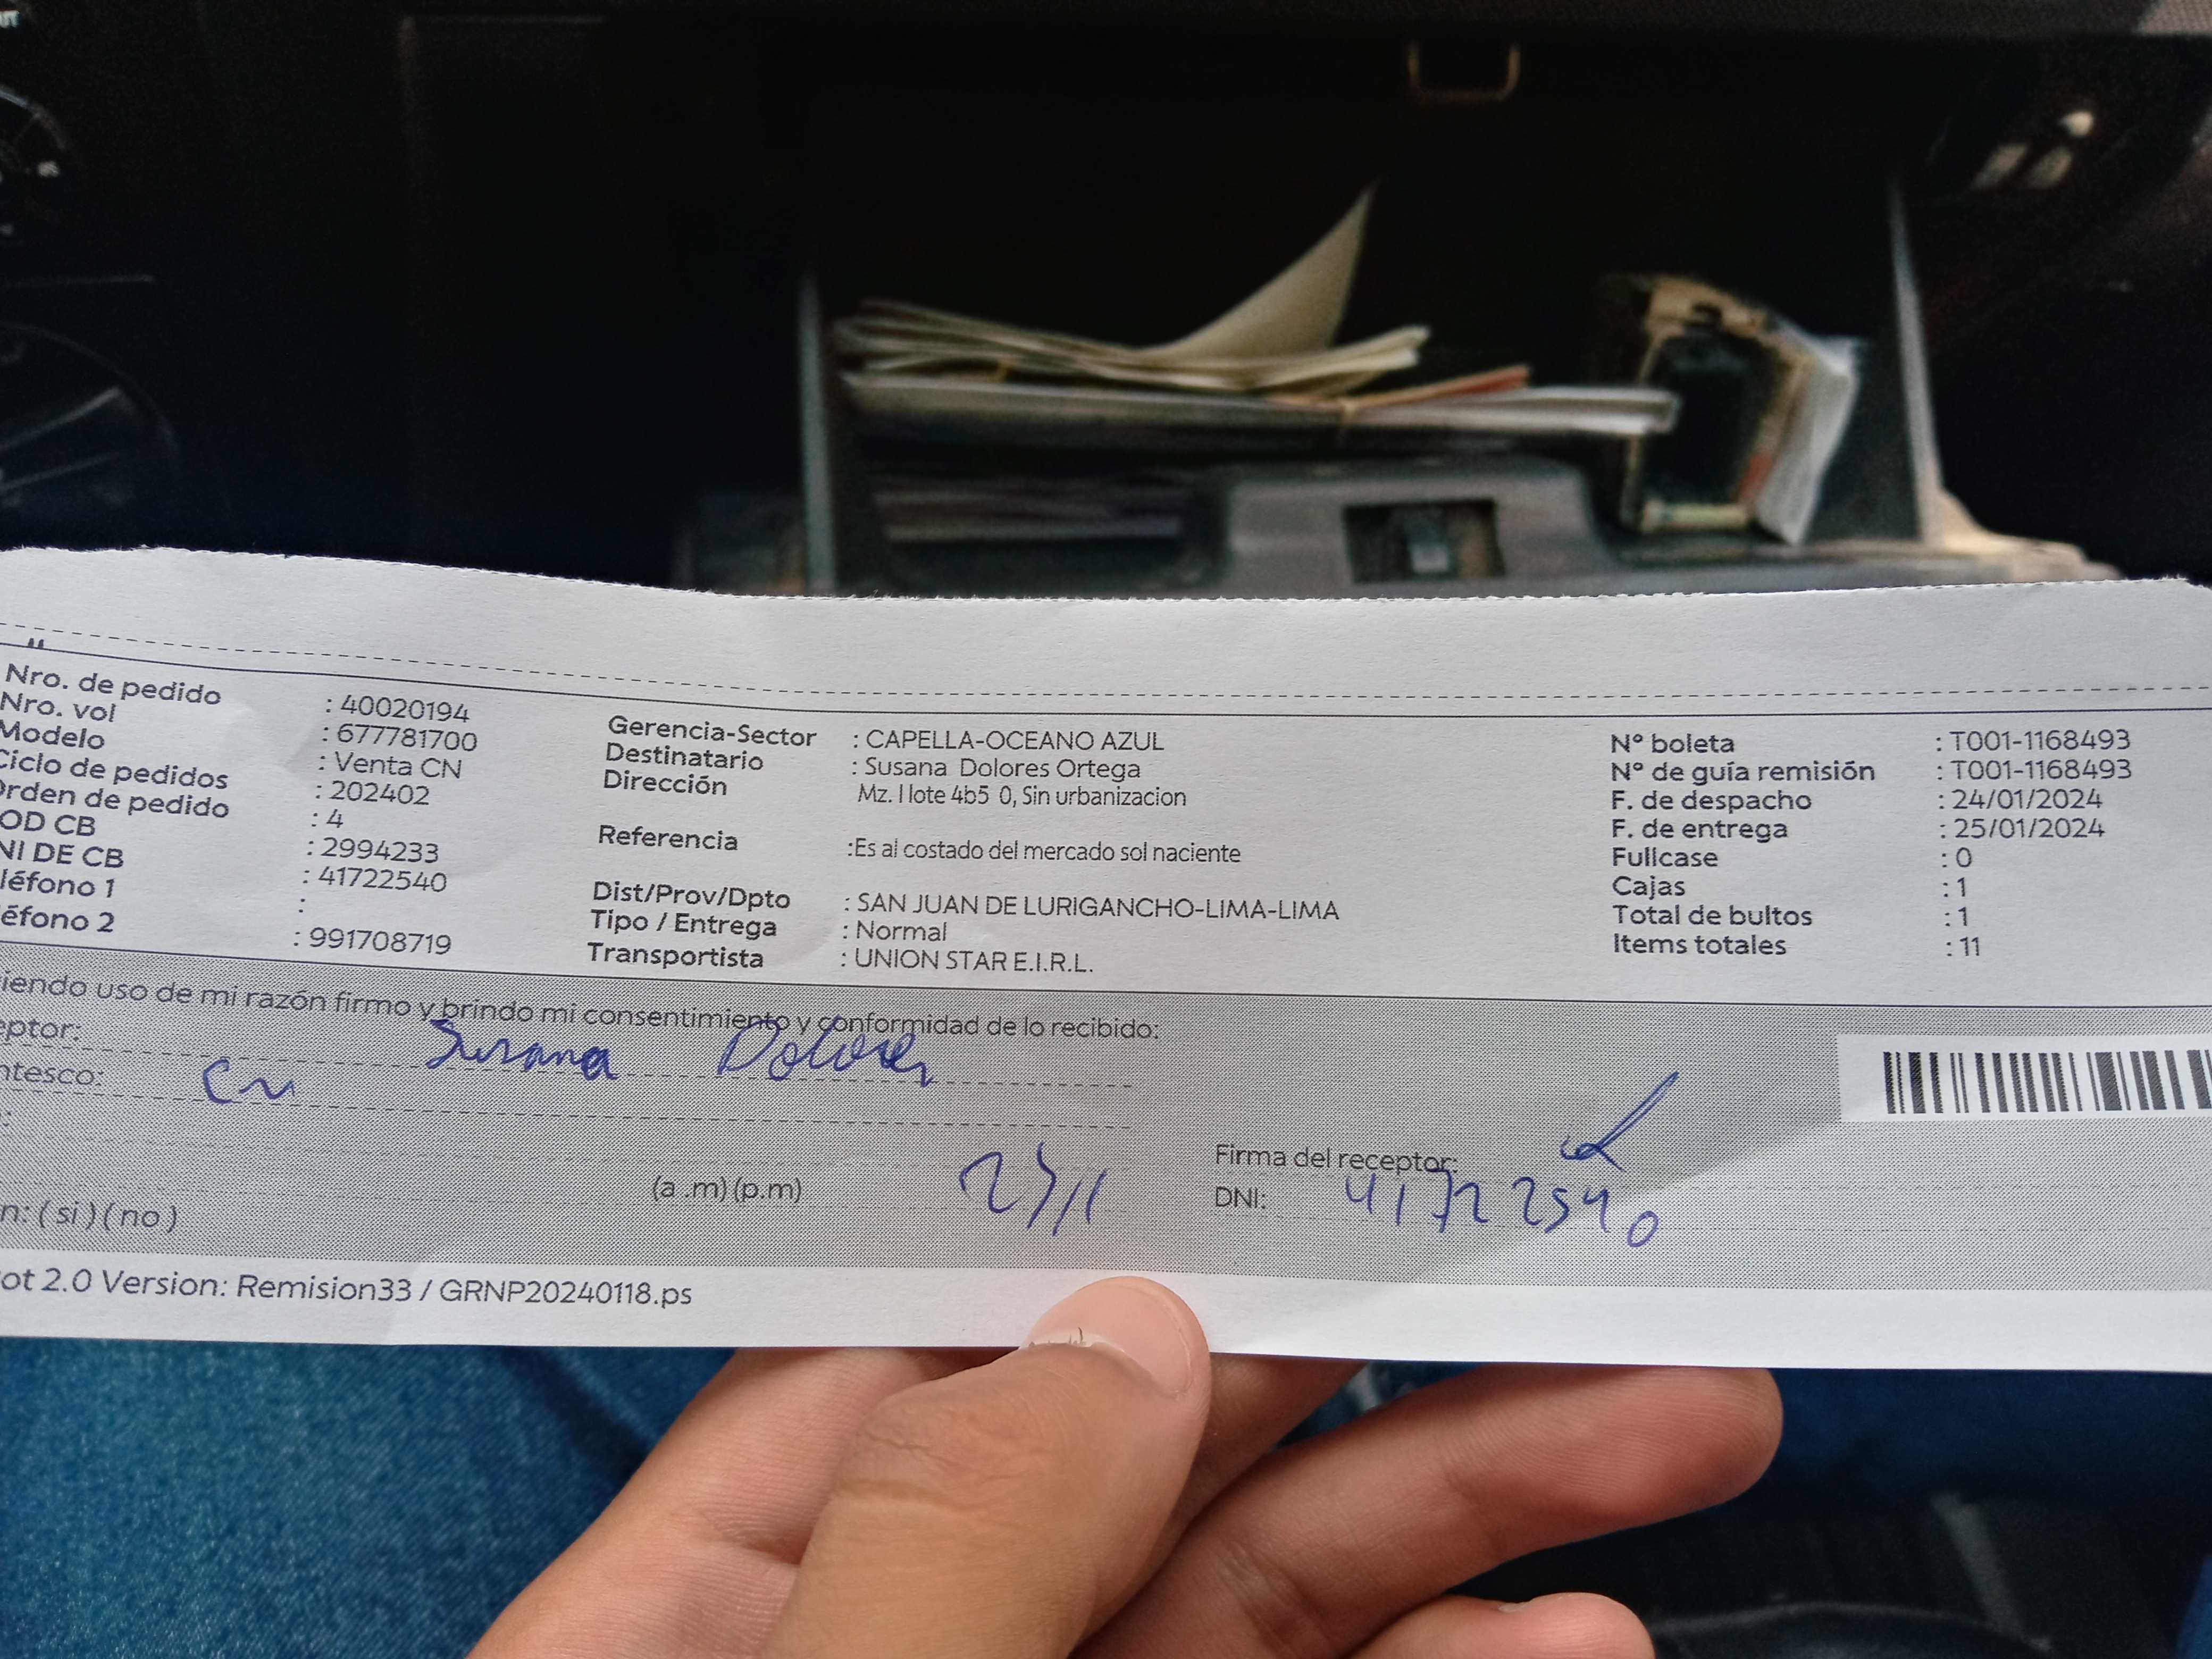 Nro. de pedido : 40020194
Nro. vol : 677781700
Modelo : Venta CN
Ciclo de pedidos : 202402
Orden de pedido : 4
OD CB : 2994233
NI DE CB : 41722540
léfono 1 :
éfono 2 : 991708719
Gerencia-Sector : CAPELLA-OCEANO AZUL
Destinatario : Susana Dolores Ortega
Dirección Mz. I lote 4b5 0, Sin urbanizacion
Referencia :Es al costado del mercado sol naciente
Dist/Prov/Dpto : SAN JUAN DE LURIGANCHO-LIMA-LIMA
Tipo / Entrega : Normal
Transportista : UNION STAR E.I.R.L.
N° boleta : T001-1168493
N° de guía remisión : T001-1168493
F. de despacho : 24/01/2024
F. de entrega : 25/01/2024
Fullcase : 0
Cajas : 1
Total de bultos : 1
Items totales : 11
iendo uso de mi razón firmo y brindo mi consentimiento y conformidad de lo recibido:
eptor: Susana Dolores
ntesco:
(a .m) (p.m)
n: ( si ) ( no )
Firma del receptor:
DNI: 41722540
ot 2.0 Version: Remision33 / GRNP20240118.ps